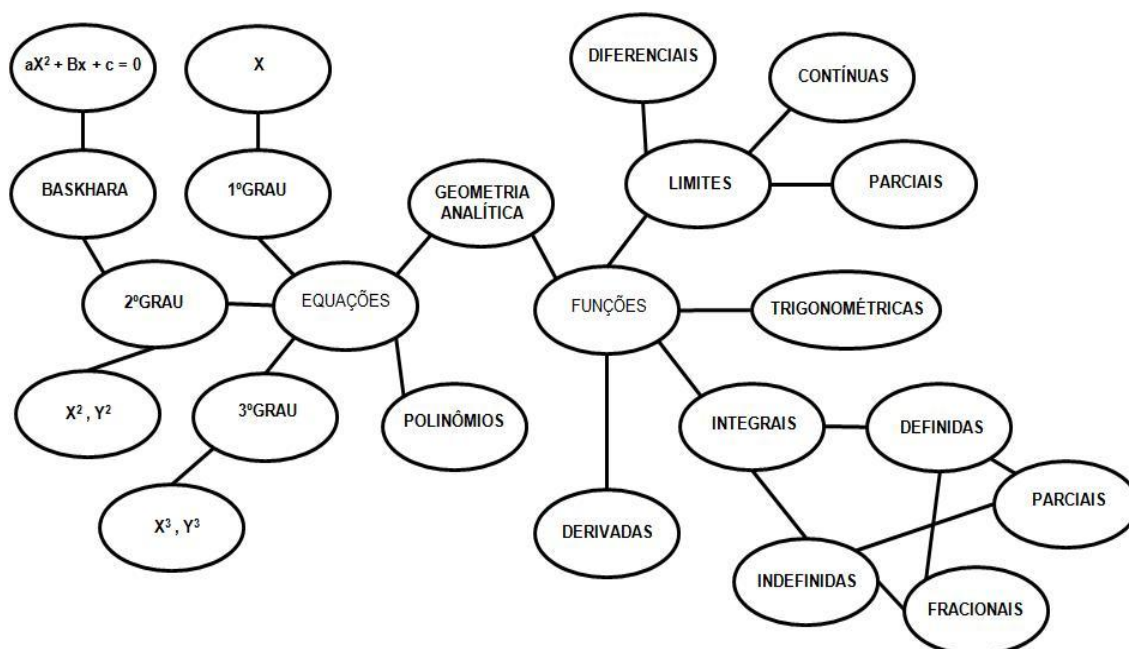 aX² + Bx + c = 0
X
DIFERENCIAIS
CONTÍNUAS
BASKHARA
1ºGRAU
GEOMETRIA
ANALÍTICA
LIMITES
PARCIAIS
2ºGRAU
EQUAÇÕES
FUNÇÕES
TRIGONOMÉTRICAS
X² , Y²
3ºGRAU
POLINÔMIOS
INTEGRAIS
DEFINIDAS
PARCIAIS
X³ , Y³
DERIVADAS
INDEFINIDAS
FRACIONAIS